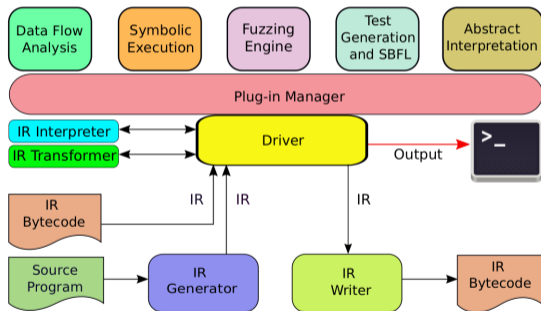 Data Flow
Analysis
Symbolic
Execution
Fuzzing
Engine
Test
Generation
and SBFL
Abstract
Interpretation
Plug-in Manager
IR Interpreter
IR Transformer
Driver
Output
>_
IR
Bytecode
IR
IR
IR
Source
Program
IR
Generator
IR
Writer
IR
Bytecode